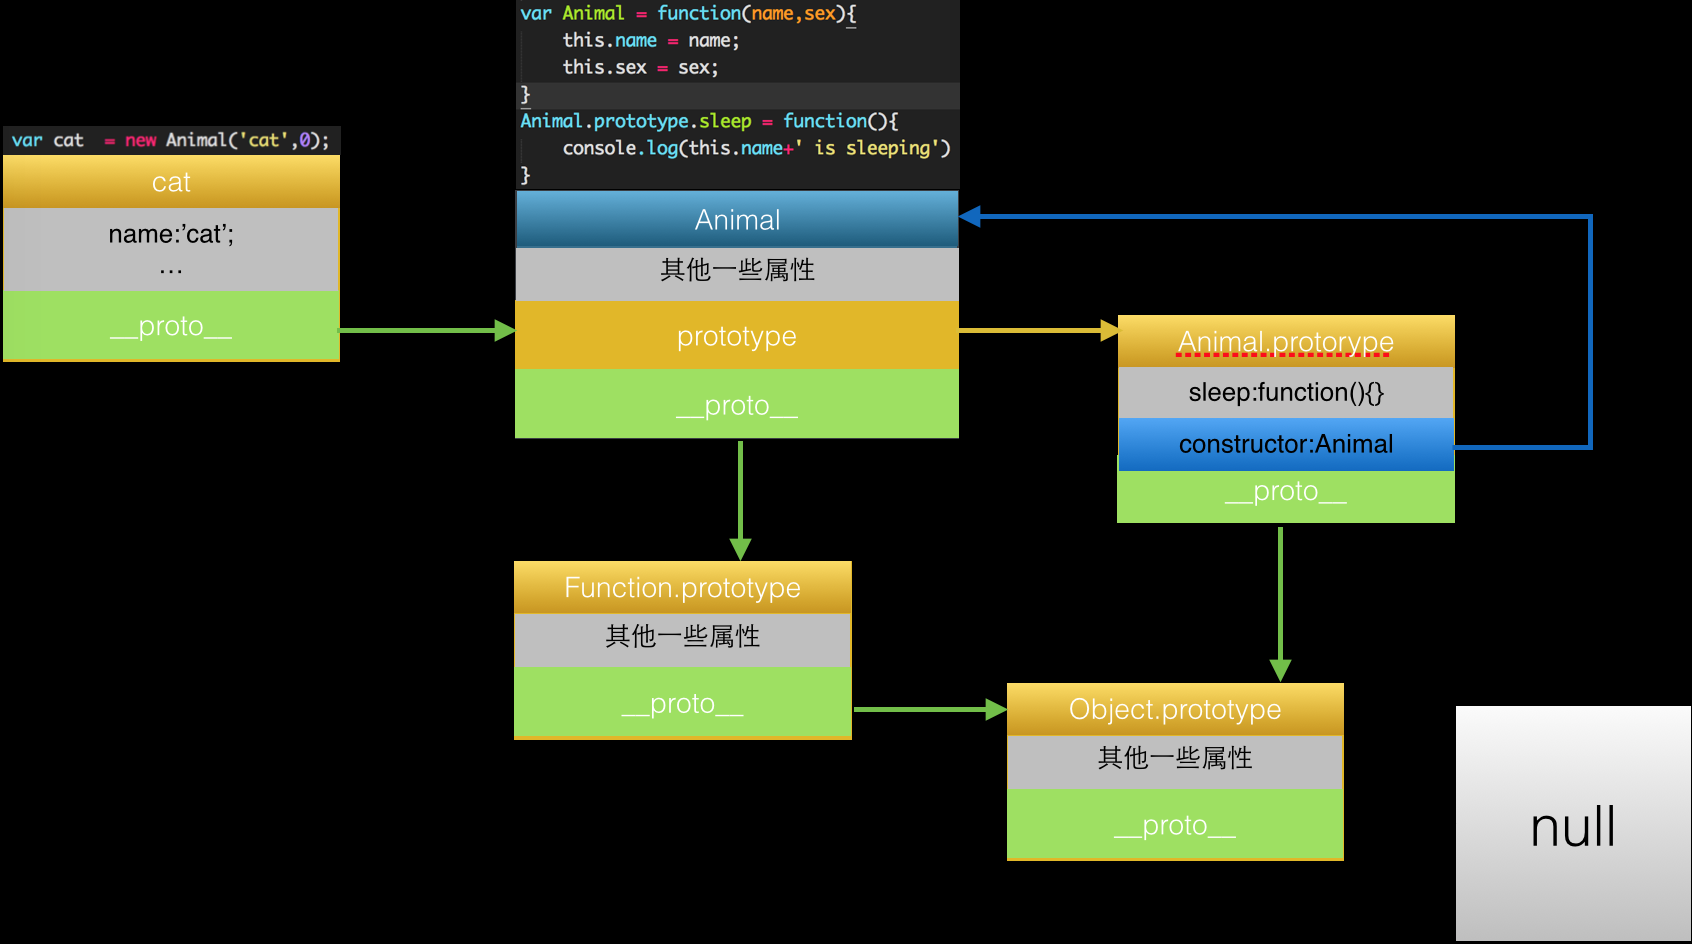 var Animal = function(name,sex){
    this.name = name;
    this.sex = sex;
}
Animal.prototype.sleep = function(){
    console.log(this.name+' is sleeping')
}
var cat  = new Animal('cat',0);
cat
name:’cat’;
...
__proto__
Animal
其他一些属性
prototype
__proto__
Animal.protorype
sleep:function(){}
constructor:Animal
__proto__
Function.prototype
其他一些属性
__proto__
Object.prototype
其他一些属性
__proto__
null